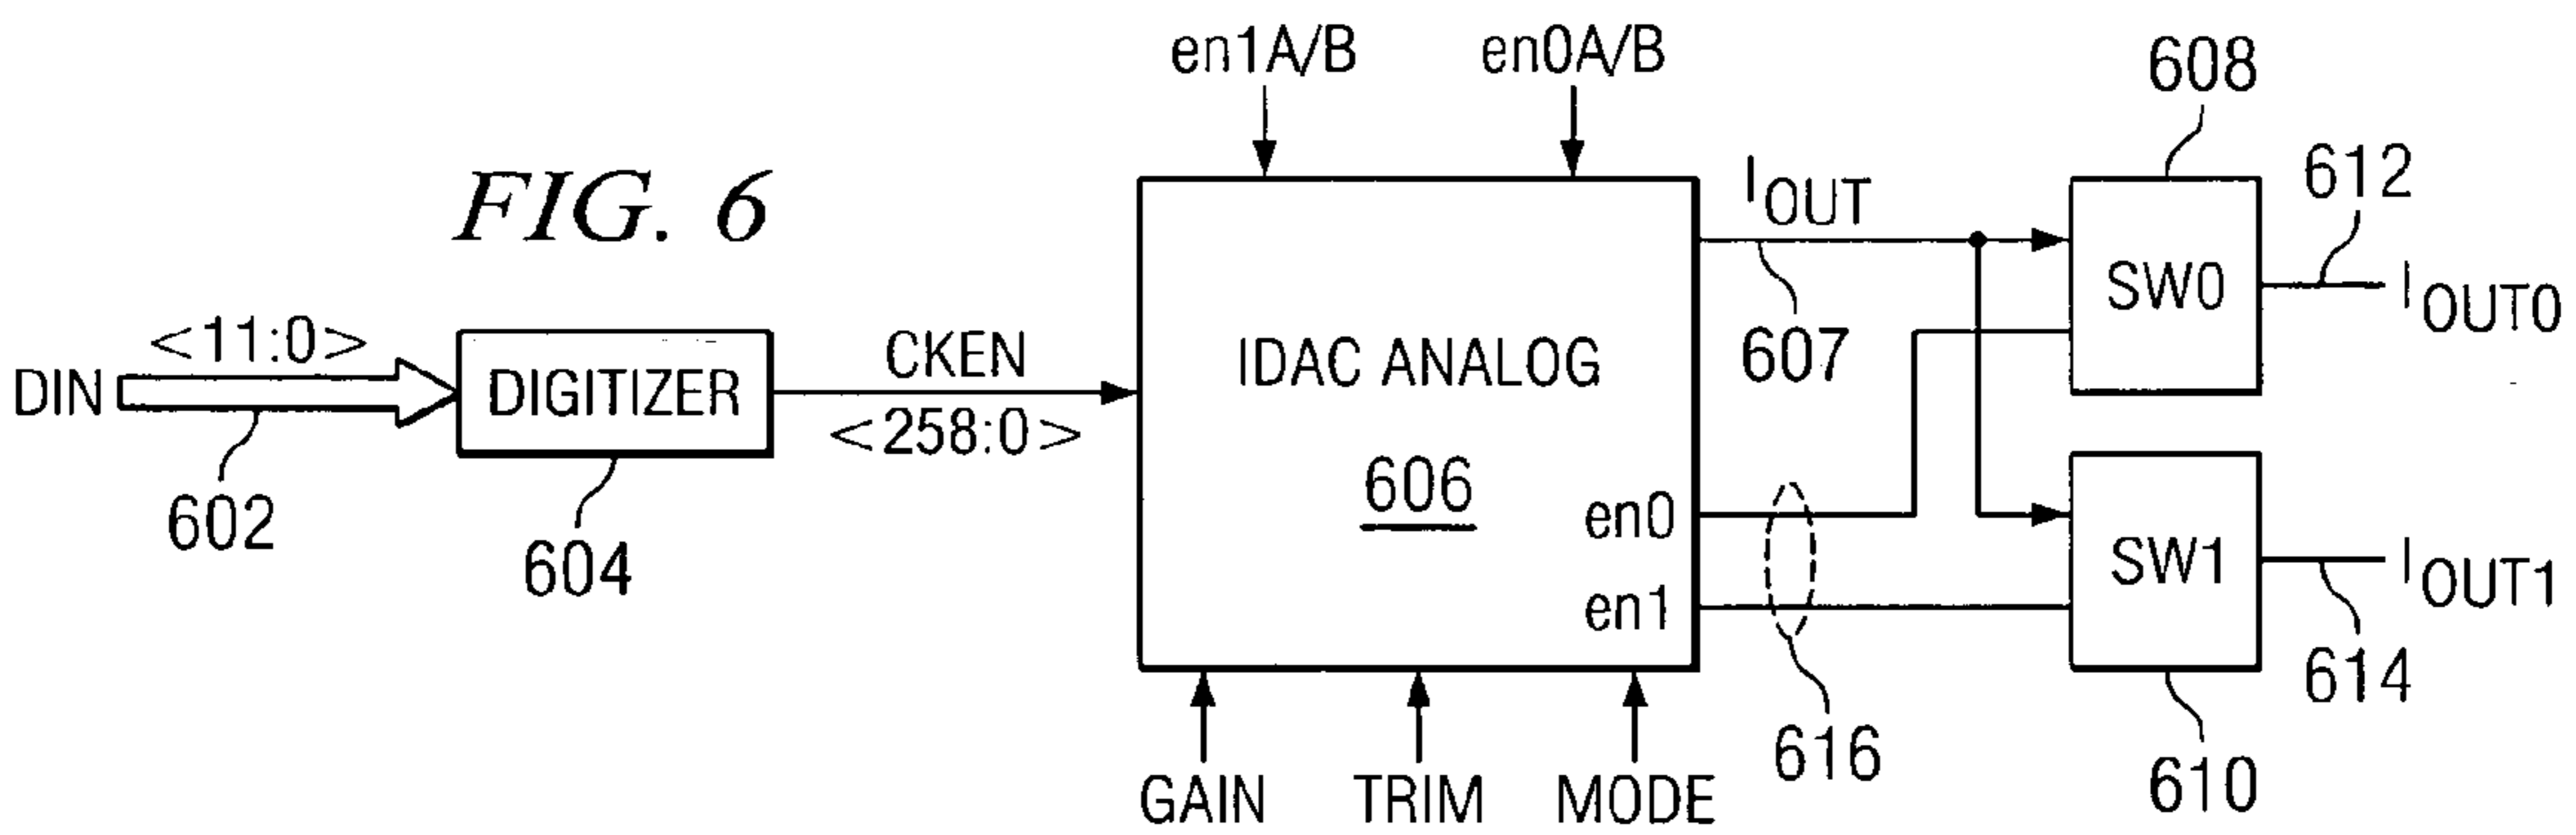 en1A/B
en0A/B
608
FIG. 6
IOUT
612
SW0
IOUT0
<11:0>
DIN
DIGITIZER
CKEN
<258:0>
IDAC ANALOG
606
607
602
604
en0
en1
SW1
IOUT1
614
616
610
GAIN
TRIM
MODE